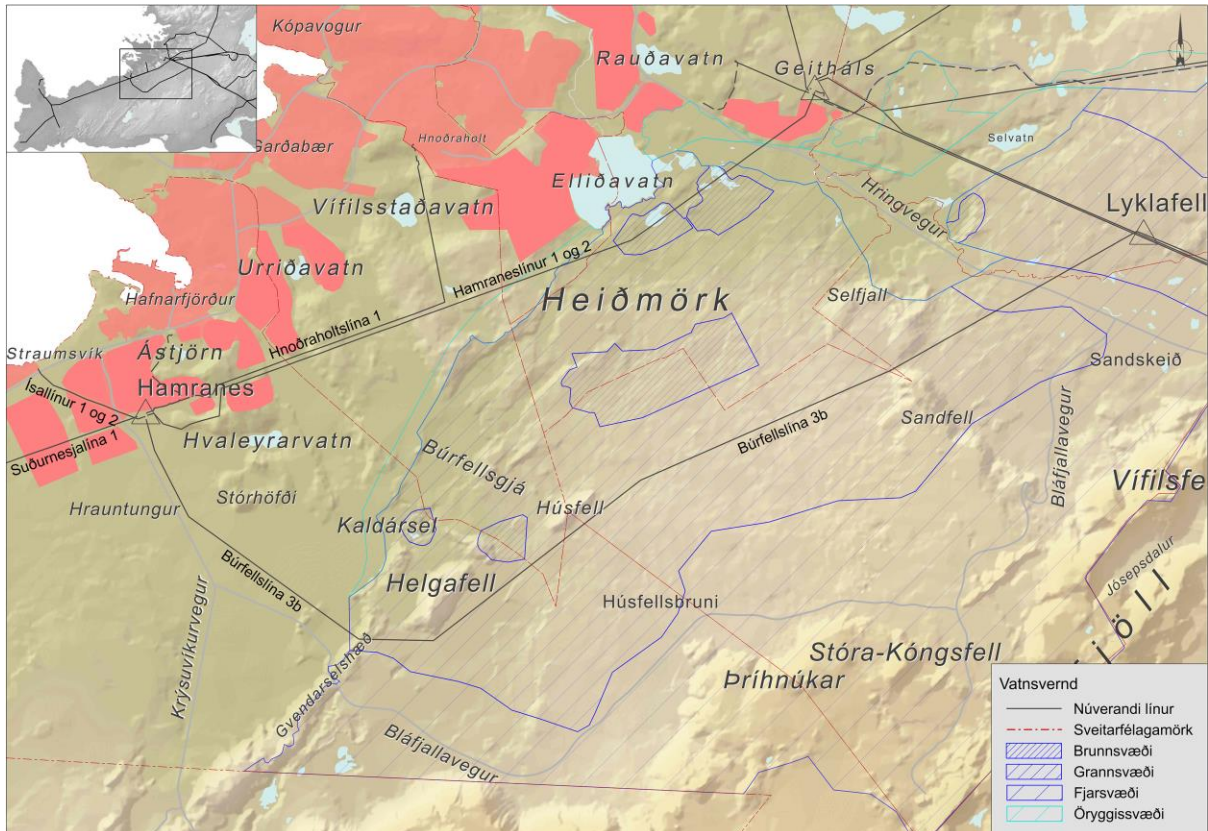 Kópavogur
Rauðavatn
Geitháls
Garðabær
Hnoðraholt
Selvatn
Elliðavatn
Vífilsstaðavatn
Hringvegur
Lyklafell
Urriðavatn
Hamraneslínur 1 og 2
Heiðmörk
Selfjall
Hafnarfjörður
Hnoðraholtslína 1
Straumsvík
Ástjörn
Sandskeið
Hamranes
Ísallínur 1 og 2
Sandfell
Hvaleyrarvatn
Búrfellslína 3b
Suðurnesjalína 1
Búrfellsgjá
Bláfjallavegur
Vífilsfe
Stórhöfði
Hrauntungur
Húsfell
Kaldársel
Búrfellslína 3b
Helgafell
Jósepsdalur
Húsfellsbruni
Krýsuvíkurvegur
Gvendarselshæð
Stóra-Kóngsfell
Þríhnúkar
jöll
Bláfjallavegur
Vatnsvernd
Núverandi línur
Sveitarfélagamörk
Brunnsvæði
Grannsvæði
Fjarsvæði
Öryggissvæði